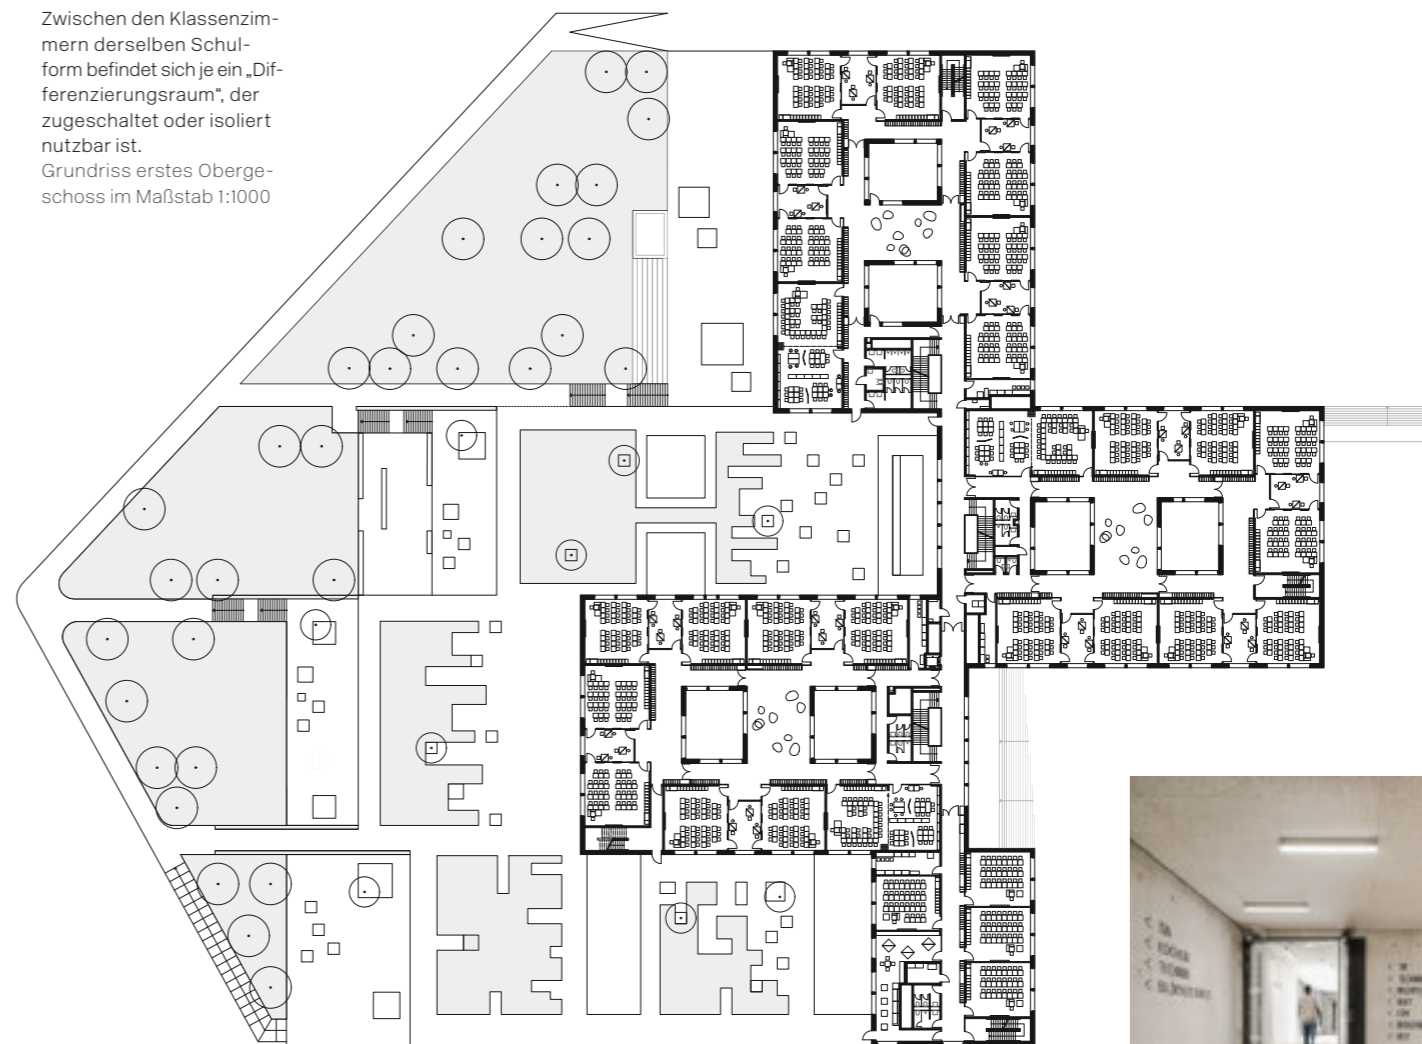 Zwischen den Klassenzim-
mern derselben Schul-
form befindet sich je ein „Dif-
ferenzierungsraum“, der
zugeschaltet oder isoliert
nutzbar ist.
Grundriss erstes Oberge-
schoss im Maßstab 1:1000